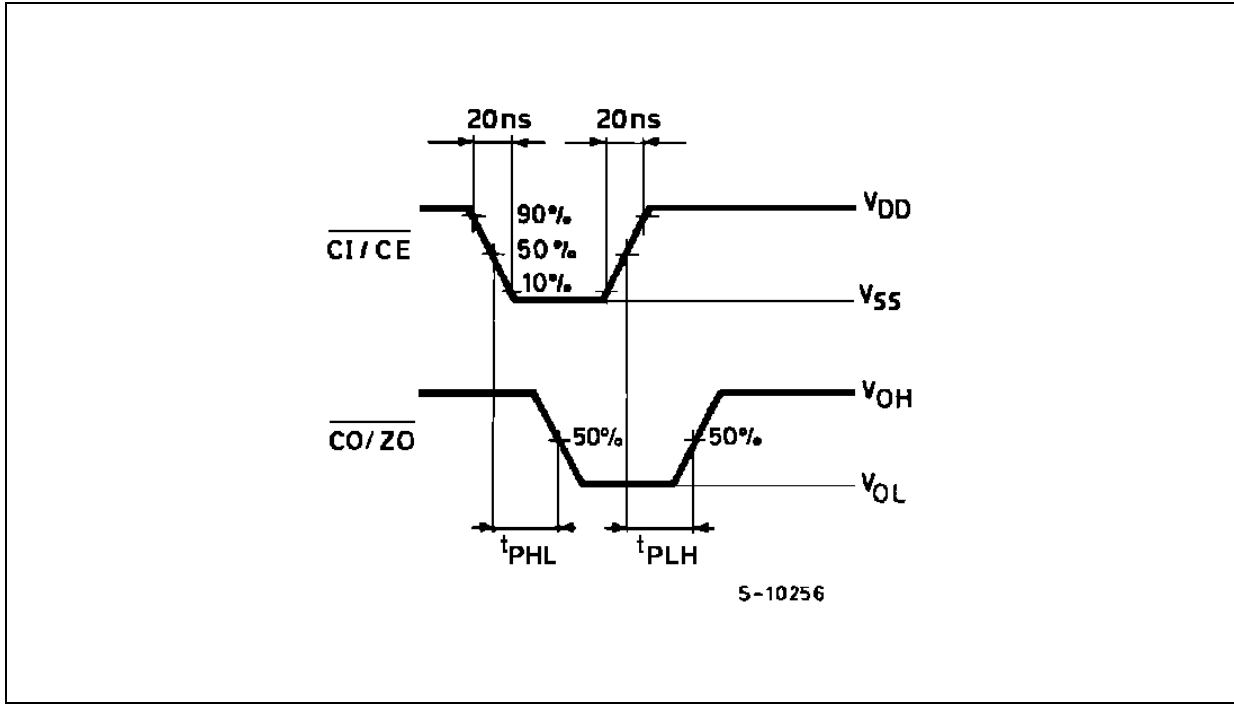 20ns 20ns
90% VDD
CI/CE 50%
10% VSS
VOH
CO/ZO 50% 50%
VOL
tPHL tPLH
S-10256